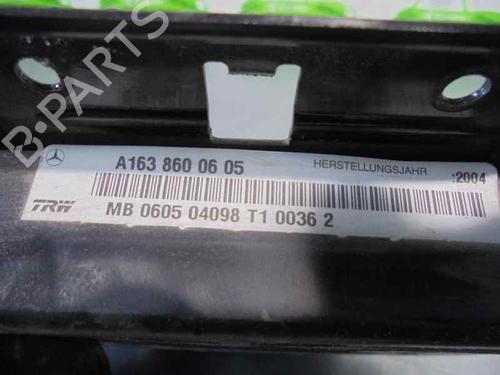 A163 860 06 05 HERSTELLUNGSJAHR :2004
TRW MB 0605 04098 T1 0036 2
B-PARTS